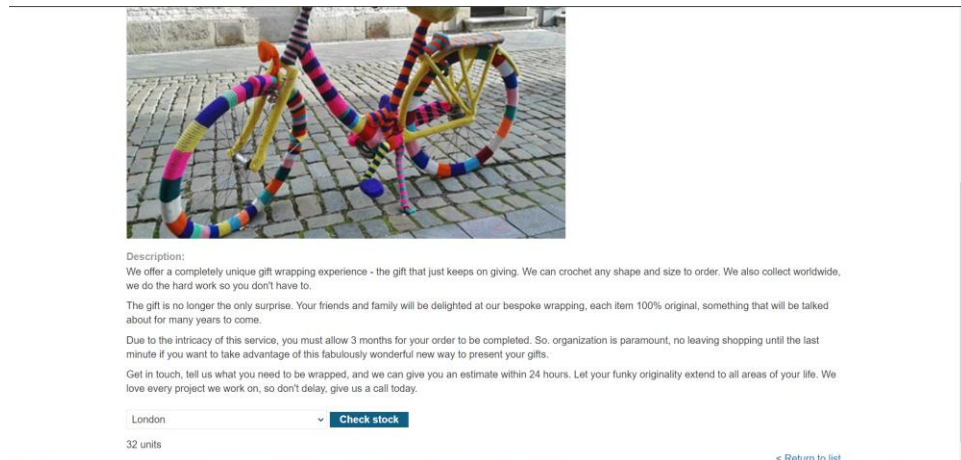 Description:
We offer a completely unique gift wrapping experience - the gift that just keeps on giving. We can crochet any shape and size to order. We also collect worldwide,
we do the hard work so you don't have to.
The gift is no longer the only surprise. Your friends and family will be delighted at our bespoke wrapping, each item 100% original, something that will be talked
about for many years to come.
Due to the intricacy of this service, you must allow 3 months for your order to be completed. So. organization is paramount, no leaving shopping until the last
minute if you want to take advantage of this fabulously wonderful new way to present your gifts.
Get in touch, tell us what you need to be wrapped, and we can give you an estimate within 24 hours. Let your funky originality extend to all areas of your life. We
love every project we work on, so don't delay, give us a call today.
London Check stock
32 units
< Return to list